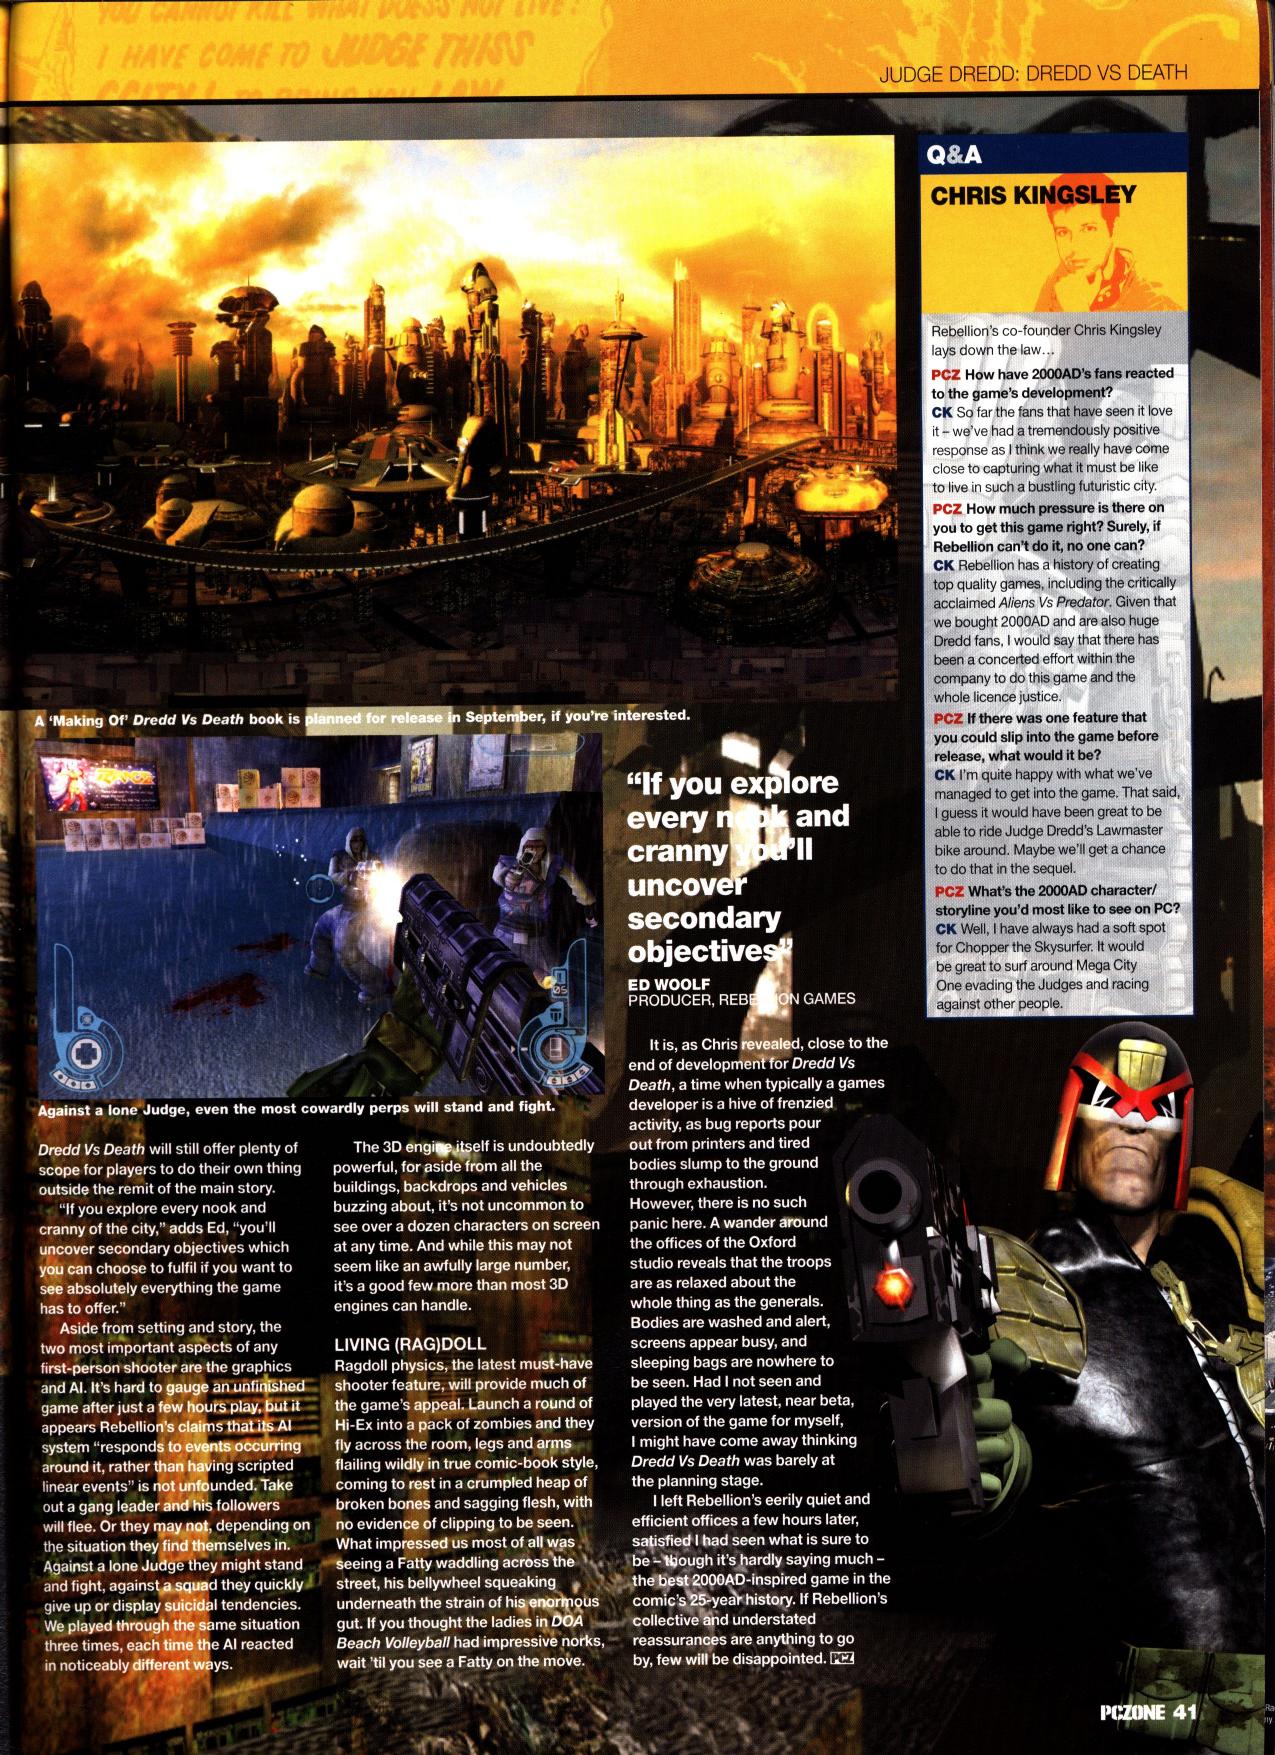 YOU CANNOT KILL WHAT DOES NOT LIVE!
I HAVE COME TO JUDGE THISS
JUDGE DREDD: DREDD VS DEATH
A 'Making Of' Dredd Vs Death book is planned for release in September, if you're interested.
Against a lone Judge, even the most cowardly perps will stand and fight.
Dredd Vs Death will still offer plenty of
scope for players to do their own thing
outside the remit of the main story.
"If you explore every nook and
cranny of the city," adds Ed, "you'll
uncover secondary objectives which
you can choose to fulfil if you want to
see absolutely everything the game
has to offer."
Aside from setting and story, the
two most important aspects of any
first-person shooter are the graphics
and AI. It's hard to gauge an unfinished
game after just a few hours play, but it
appears Rebellion's claims that its AI
system "responds to events occurring
around it, rather than having scripted
linear events" is not unfounded. Take
out a gang leader and his followers
will flee. Or they may not, depending on
the situation they find themselves in.
Against a lone Judge they might stand
and fight, against a squad they quickly
give up or display suicidal tendencies.
We played through the same situation
three times, each time the AI reacted
in noticeably different ways.
The 3D engine itself is undoubtedly
powerful, for aside from all the
buildings, backdrops and vehicles
buzzing about, it's not uncommon to
see over a dozen characters on screen
at any time. And while this may not
seem like an awfully large number,
it's a good few more than most 3D
engines can handle.
LIVING (RAG)DOLL
Ragdoll physics, the latest must-have
shooter feature, will provide much of
the game's appeal. Launch a round of
Hi-Ex into a pack of zombies and they
fly across the room, legs and arms
flailing wildly in true comic-book style,
coming to rest in a crumpled heap of
broken bones and sagging flesh, with
no evidence of clipping to be seen.
What impressed us most of all was
seeing a Fatty waddling across the
street, his bellywheel squeaking
underneath the strain of his enormous
gut. If you thought the ladies in DOA
Beach Volleyball had impressive norks,
wait 'til you see a Fatty on the move.
"If you explore
every nook and
cranny you'll
uncover
secondary
objectives"
ED WOOLF
PRODUCER, REBELLION GAMES
It is, as Chris revealed, close to the
end of development for Dredd Vs
Death, a time when typically a games
developer is a hive of frenzied
activity, as bug reports pour
out from printers and tired
bodies slump to the ground
through exhaustion.
However, there is no such
panic here. A wander around
the offices of the Oxford
studio reveals that the troops
are as relaxed about the
whole thing as the generals.
Bodies are washed and alert,
screens appear busy, and
sleeping bags are nowhere to
be seen. Had I not seen and
played the very latest, near beta,
version of the game for myself,
I might have come away thinking
Dredd Vs Death was barely at
the planning stage.
I left Rebellion's eerily quiet and
efficient offices a few hours later,
satisfied I had seen what is sure to
be – though it's hardly saying much –
the best 2000AD-inspired game in the
comic's 25-year history. If Rebellion's
collective and understated
reassurances are anything to go
by, few will be disappointed. PCZ
Q&A
CHRIS KINGSLEY
Rebellion's co-founder Chris Kingsley
lays down the law…
PCZ How have 2000AD's fans reacted
to the game's development?
CK So far the fans that have seen it love
it – we've had a tremendously positive
response as I think we really have come
close to capturing what it must be like
to live in such a bustling futuristic city.
PCZ How much pressure is there on
you to get this game right? Surely, if
Rebellion can't do it, no one can?
CK Rebellion has a history of creating
top quality games, including the critically
acclaimed Aliens Vs Predator. Given that
we bought 2000AD and are also huge
Dredd fans, I would say that there has
been a concerted effort within the
company to do this game and the
whole licence justice.
PCZ If there was one feature that
you could slip into the game before
release, what would it be?
CK I'm quite happy with what we've
managed to get into the game. That said,
I guess it would have been great to be
able to ride Judge Dredd's Lawmaster
bike around. Maybe we'll get a chance
to do that in the sequel.
PCZ What's the 2000AD character/
storyline you'd most like to see on PC?
CK Well, I have always had a soft spot
for Chopper the Skysurfer. It would
be great to surf around Mega City
One evading the Judges and racing
against other people.
PCZONE 41